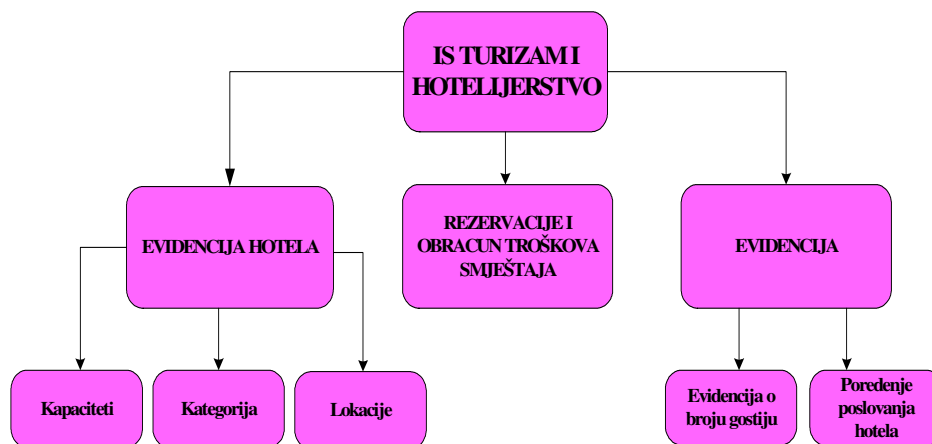 IS TURIZAM I
HOTELIJERSTVO
EVIDENCIJA HOTELA
REZERVACIJE I
OBRACUN TROŠKOVA
SMJEŠTAJA
EVIDENCIJA
Kapaciteti
Kategorija
Lokacije
Evidencija o
broju gostiju
Poredenje
poslovanja
hotela